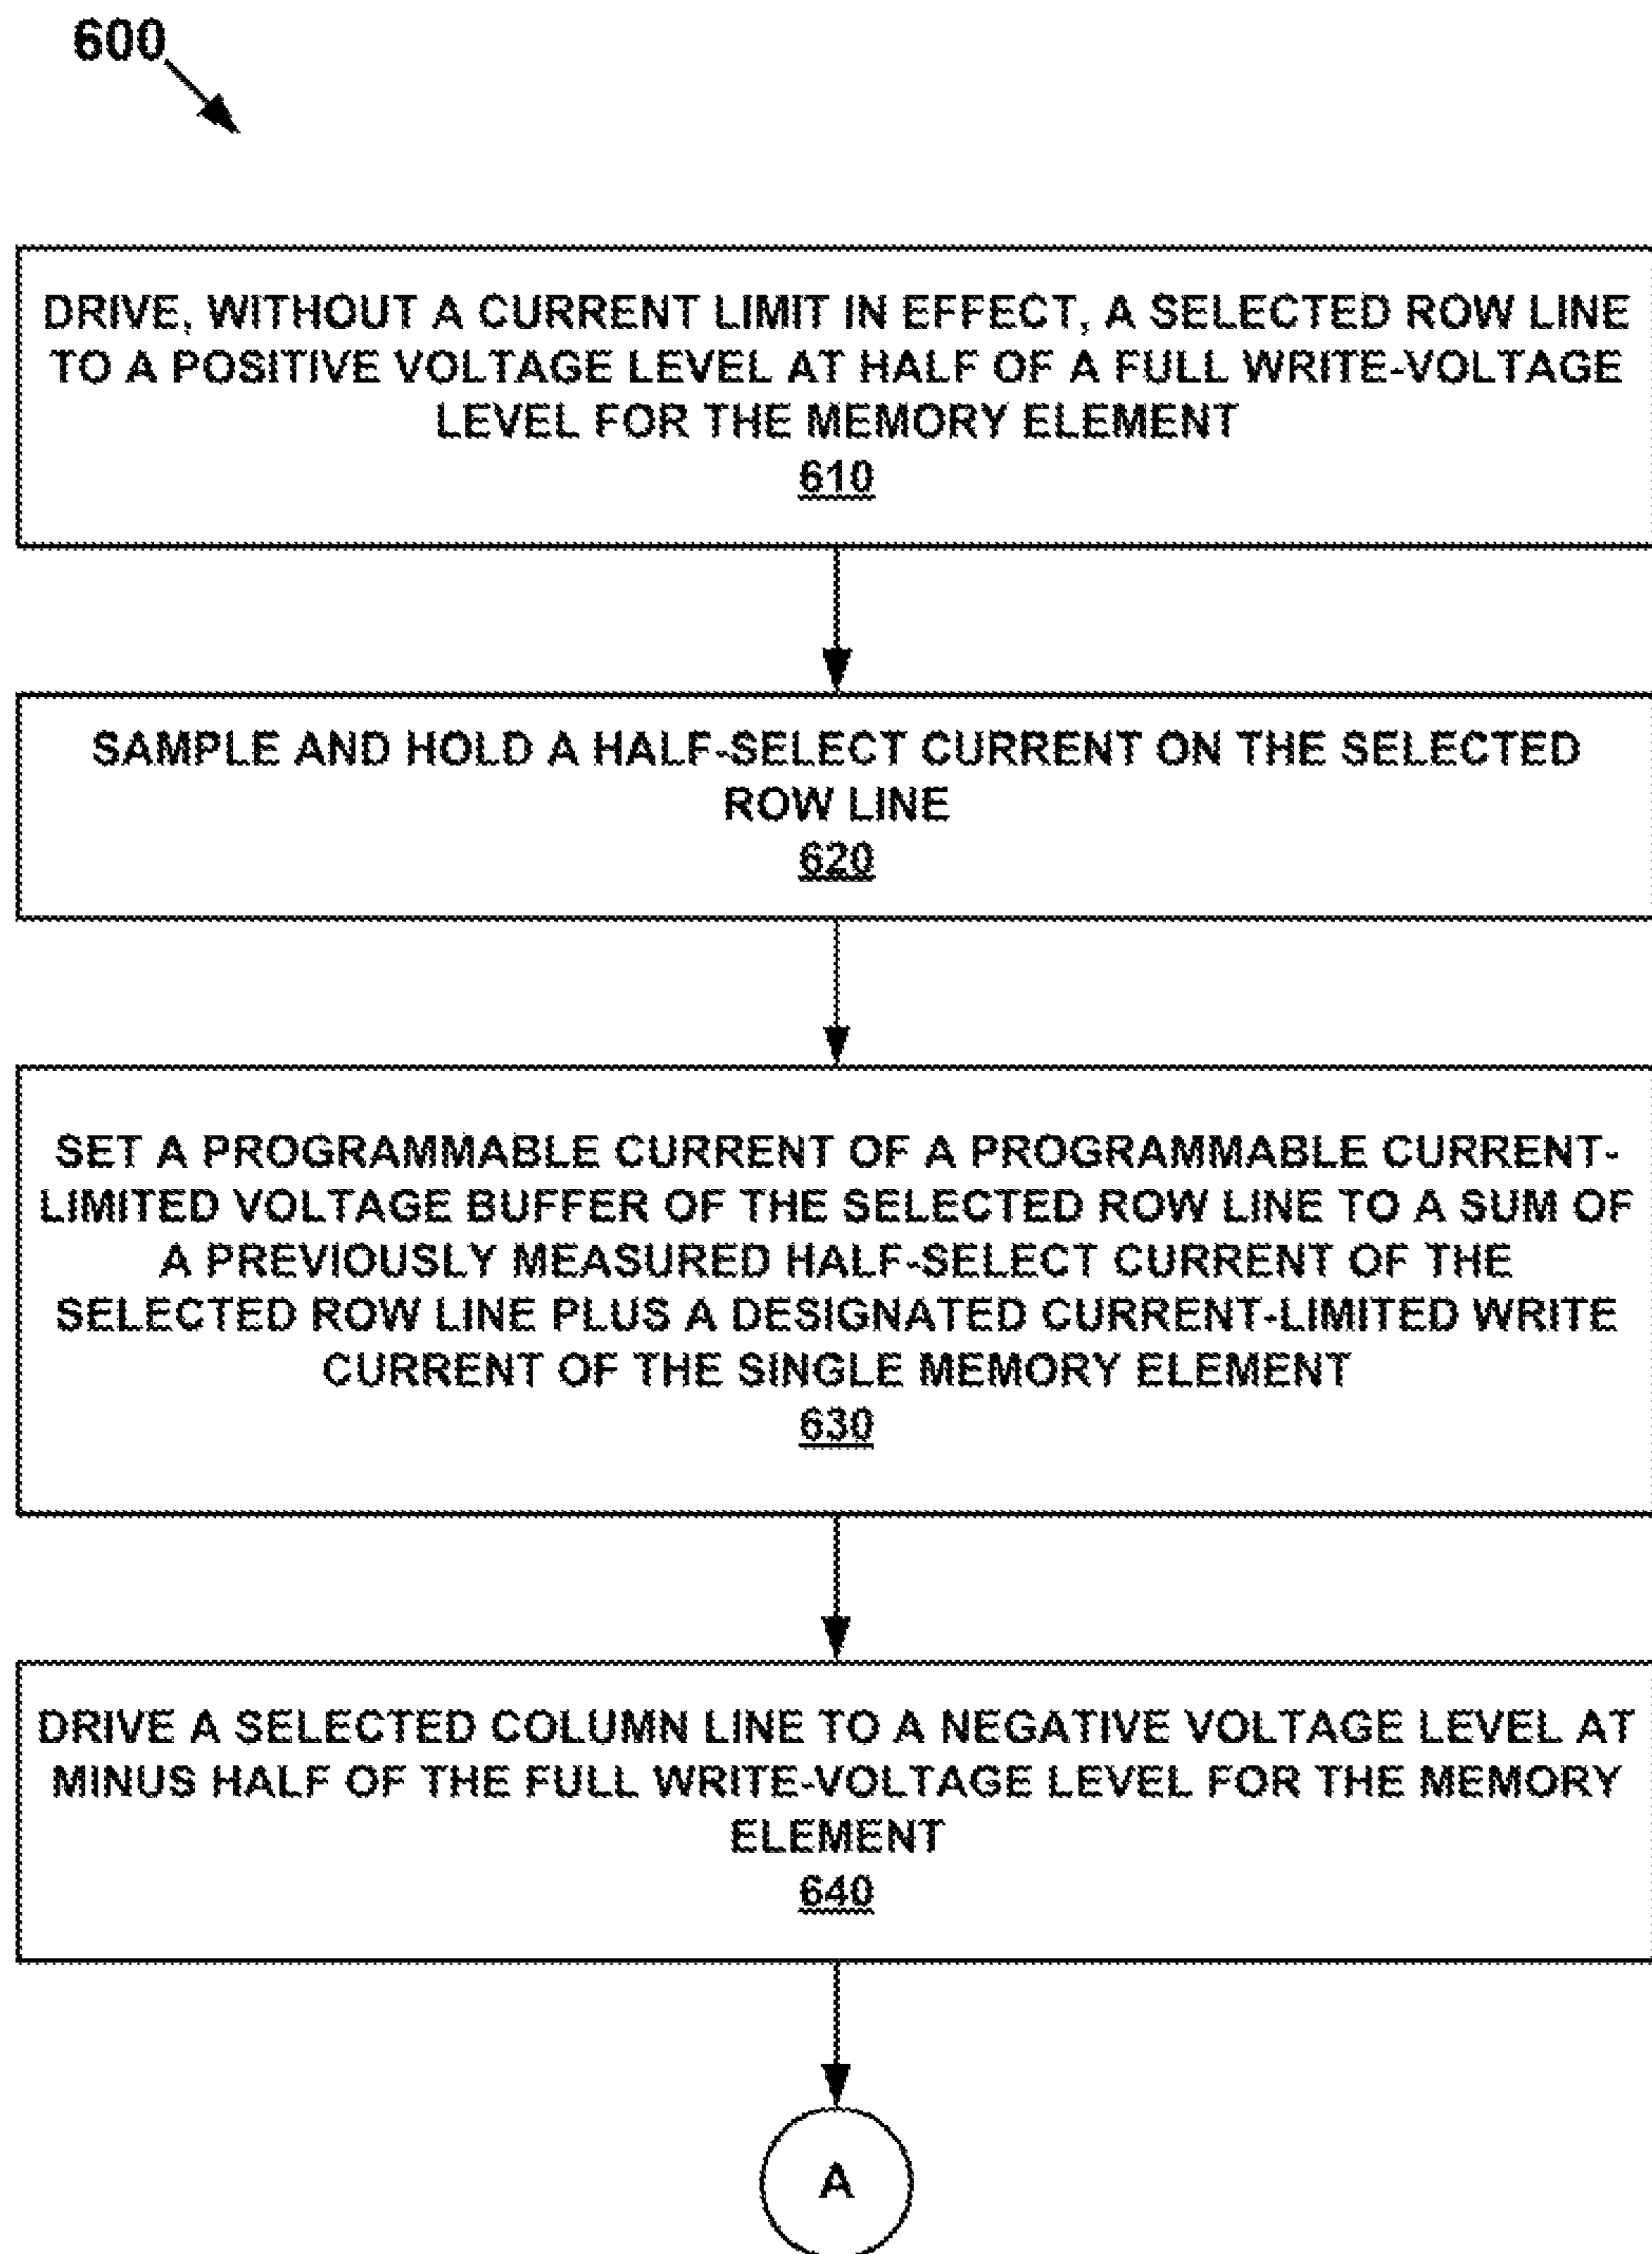 600
DRIVE, WITHOUT A CURRENT LIMIT IN EFFECT, A SELECTED ROW LINE
TO A POSITIVE VOLTAGE LEVEL AT HALF OF A FULL WRITE-VOLTAGE
LEVEL FOR THE MEMORY ELEMENT
610
SAMPLE AND HOLD A HALF-SELECT CURRENT ON THE SELECTED
ROW LINE
620
SET A PROGRAMMABLE CURRENT OF A PROGRAMMABLE CURRENT-
LIMITED VOLTAGE BUFFER OF THE SELECTED ROW LINE TO A SUM OF
A PREVIOUSLY MEASURED HALF-SELECT CURRENT OF THE
SELECTED ROW LINE PLUS A DESIGNATED CURRENT-LIMITED WRITE
CURRENT OF THE SINGLE MEMORY ELEMENT
630
DRIVE A SELECTED COLUMN LINE TO A NEGATIVE VOLTAGE LEVEL AT
MINUS HALF OF THE FULL WRITE-VOLTAGE LEVEL FOR THE MEMORY
ELEMENT
640
A